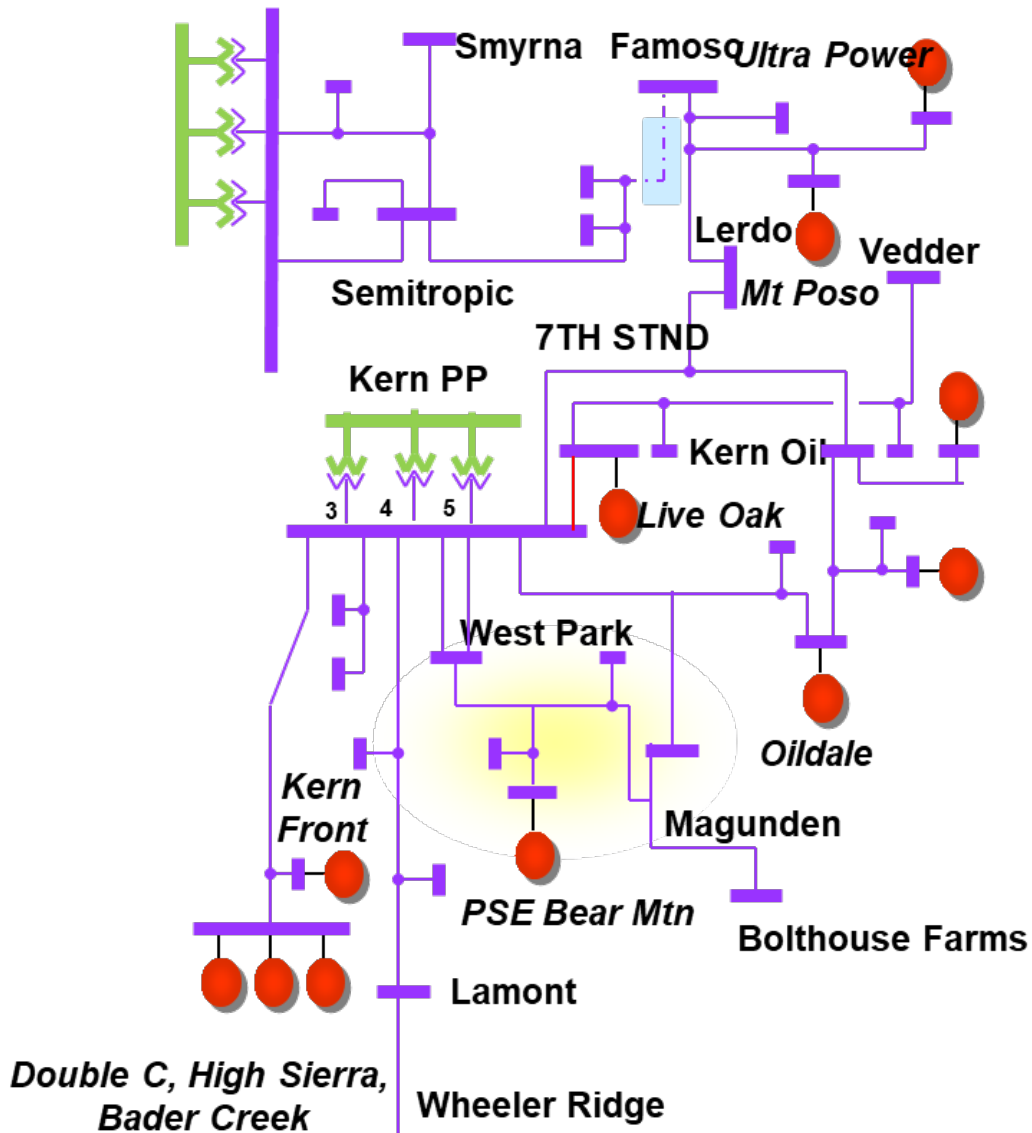 Smyrna
Famoso
Ultra Power
Lerdo
Vedder
Semitropic
Mt Poso
7TH STND
Kern PP
Kern Oil
3
4
5
Live Oak
West Park
Oildale
Kern
Front
Magunden
PSE Bear Mtn
Bolthouse Farms
Lamont
Double C, High Sierra,
Bader Creek
Wheeler Ridge